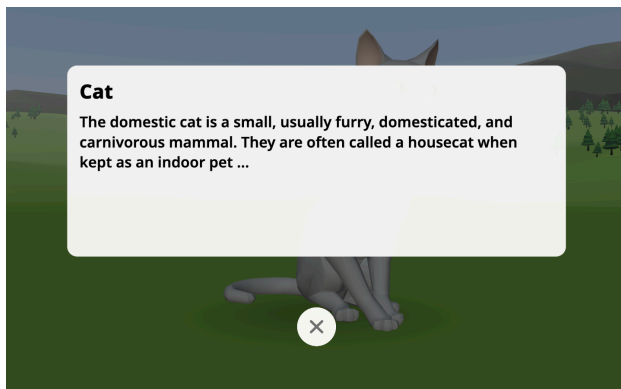 Cat
The domestic cat is a small, usually furry, domesticated, and
carnivorous mammal. They are often called a housecat when
kept as an indoor pet ...